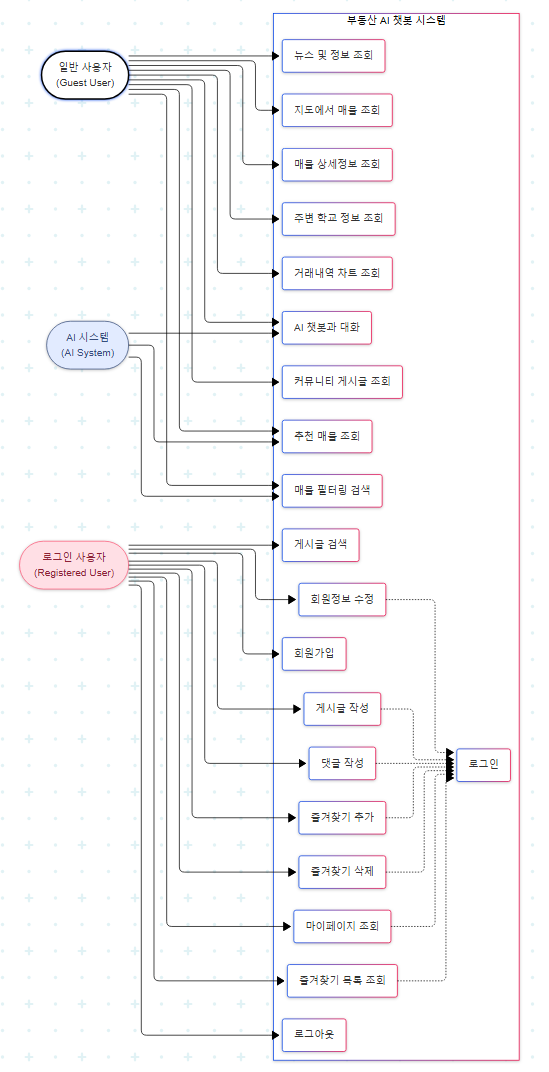 부동산 AI 챗봇 시스템
일반 사용자
(Guest User)
뉴스 및 정보 조회
지도에서 매물 조회
매물 상세정보 조회
주변 학교 정보 조회
거래내역 차트 조회
AI 시스템
(AI System)
AI 챗봇과 대화
커뮤니티 게시글 조회
추천 매물 조회
매물 필터링 검색
로그인 사용자
(Registered User)
게시글 검색
회원정보 수정
회원가입
게시글 작성
댓글 작성
로그인
즐겨찾기 추가
즐겨찾기 삭제
마이페이지 조회
즐겨찾기 목록 조회
로그아웃